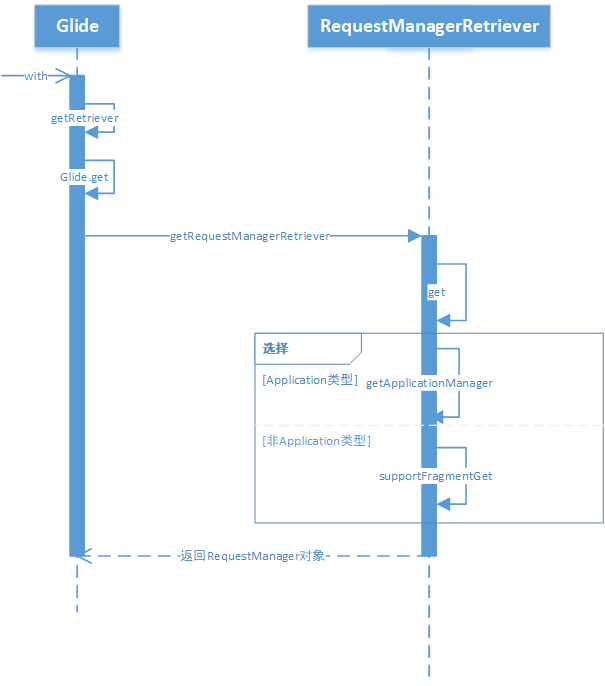 Glide
RequestManagerRetriever
with
getRetriever
Glide.get
getRequestManagerRetriever
get
选择
[Application类型]
getApplicationManager
[非Application类型]
supportFragmentGet
返回RequestManager对象